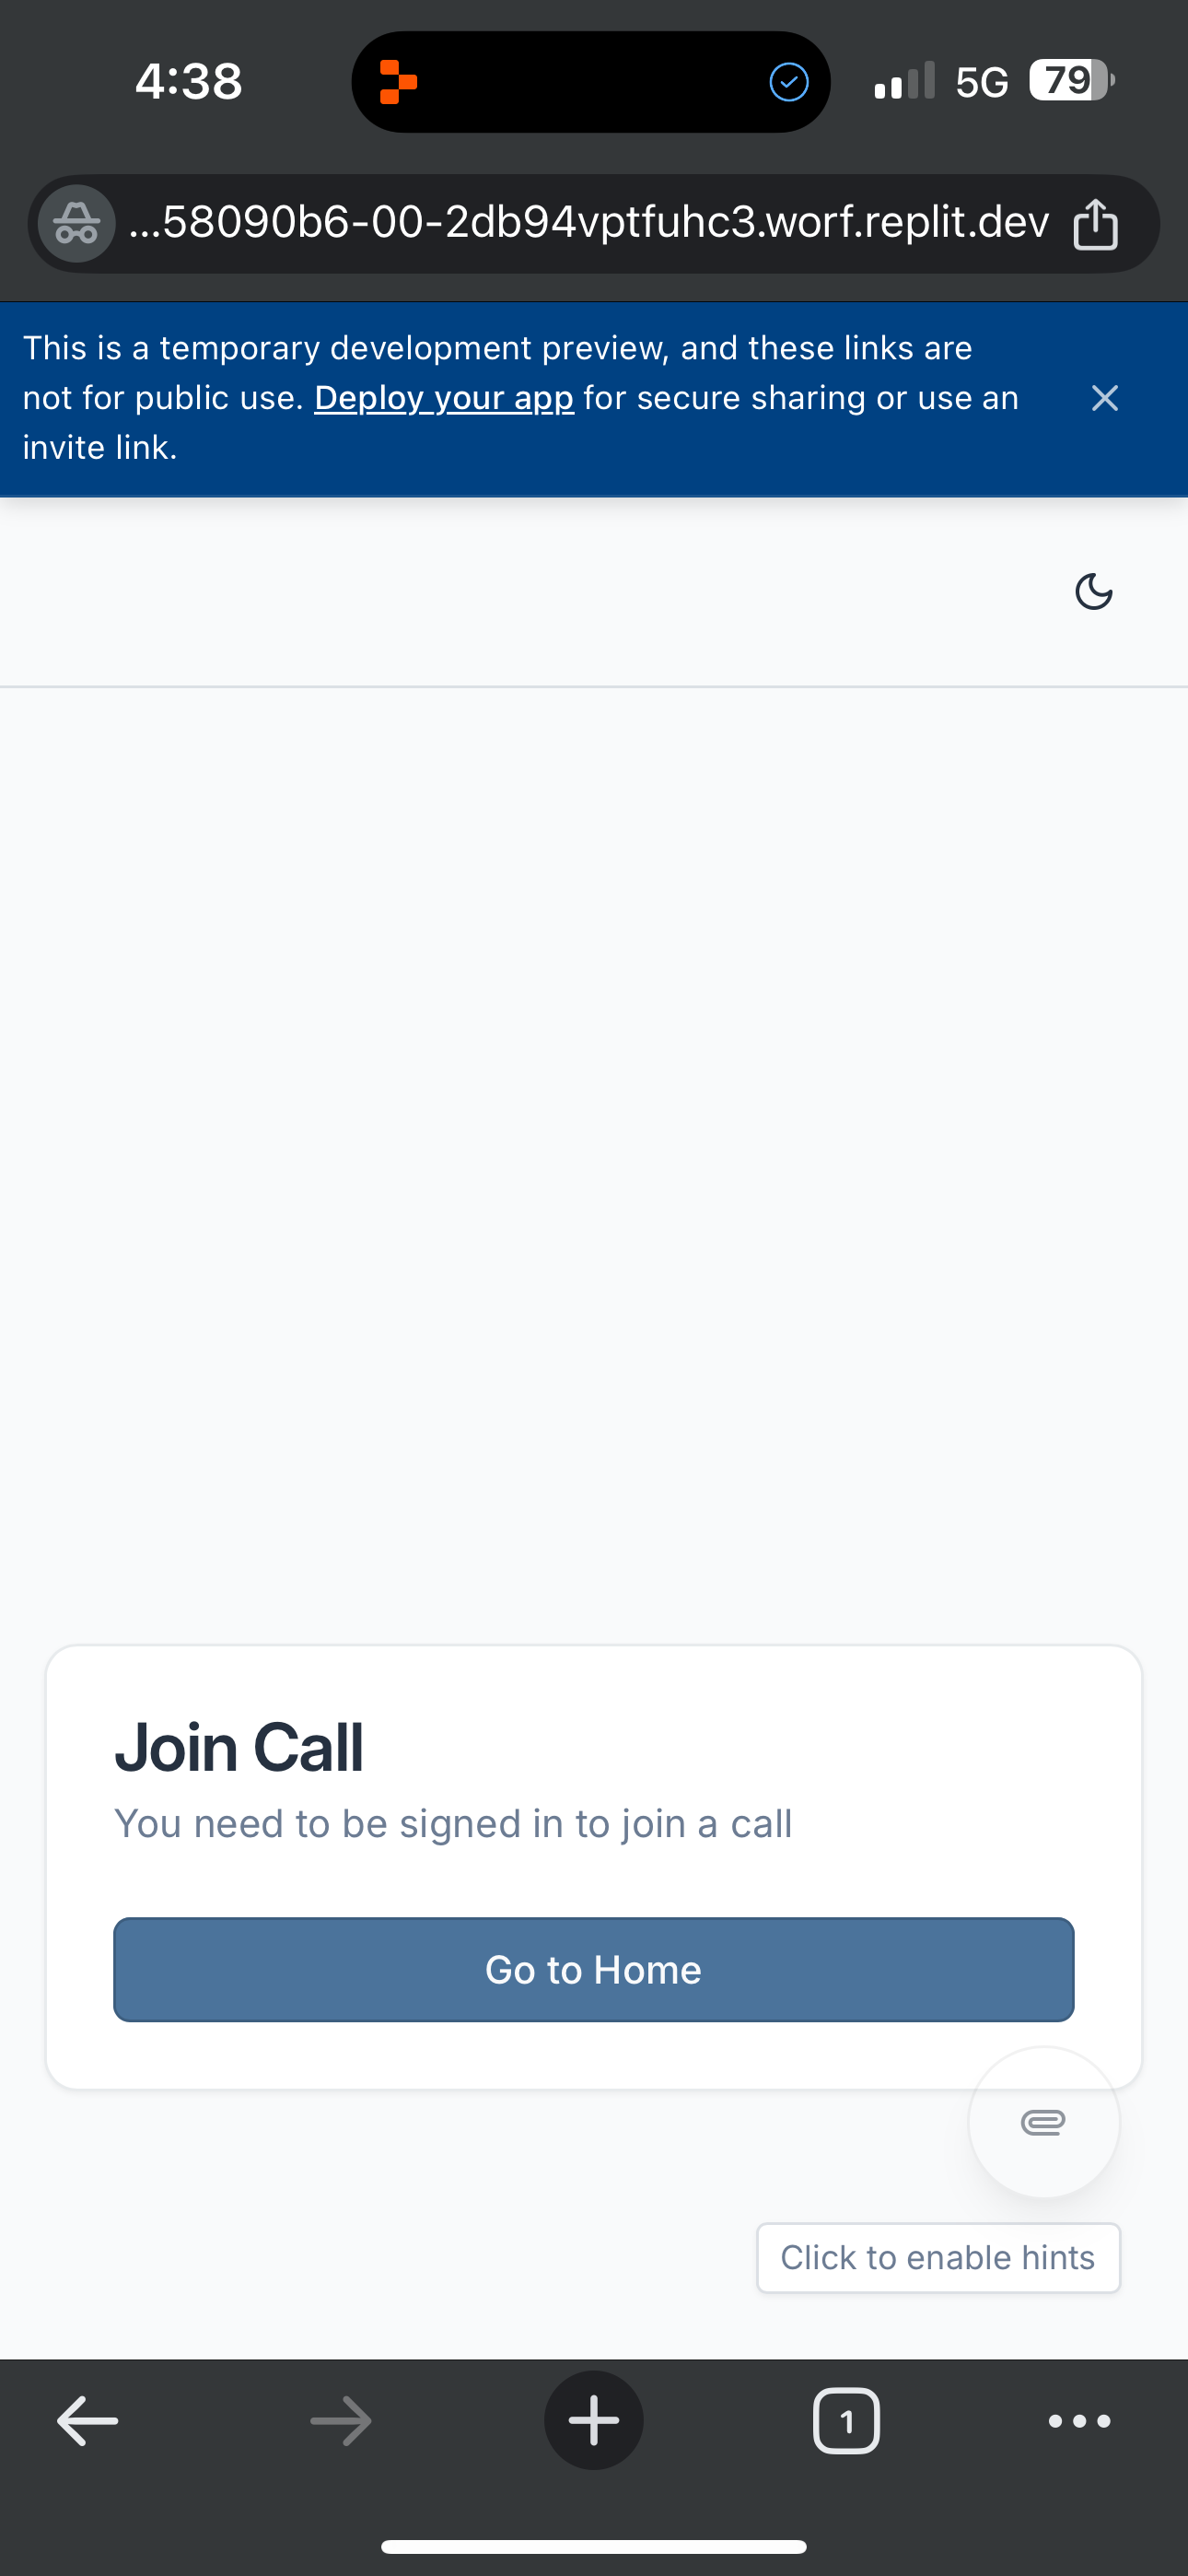 4:38
5G
79
...58090b6-00-2db94vptfuhc3.worf.replit.dev
This is a temporary development preview, and these links are
not for public use. Deploy your app for secure sharing or use an
invite link.
Join Call
You need to be signed in to join a call
Go to Home
Click to enable hints
1